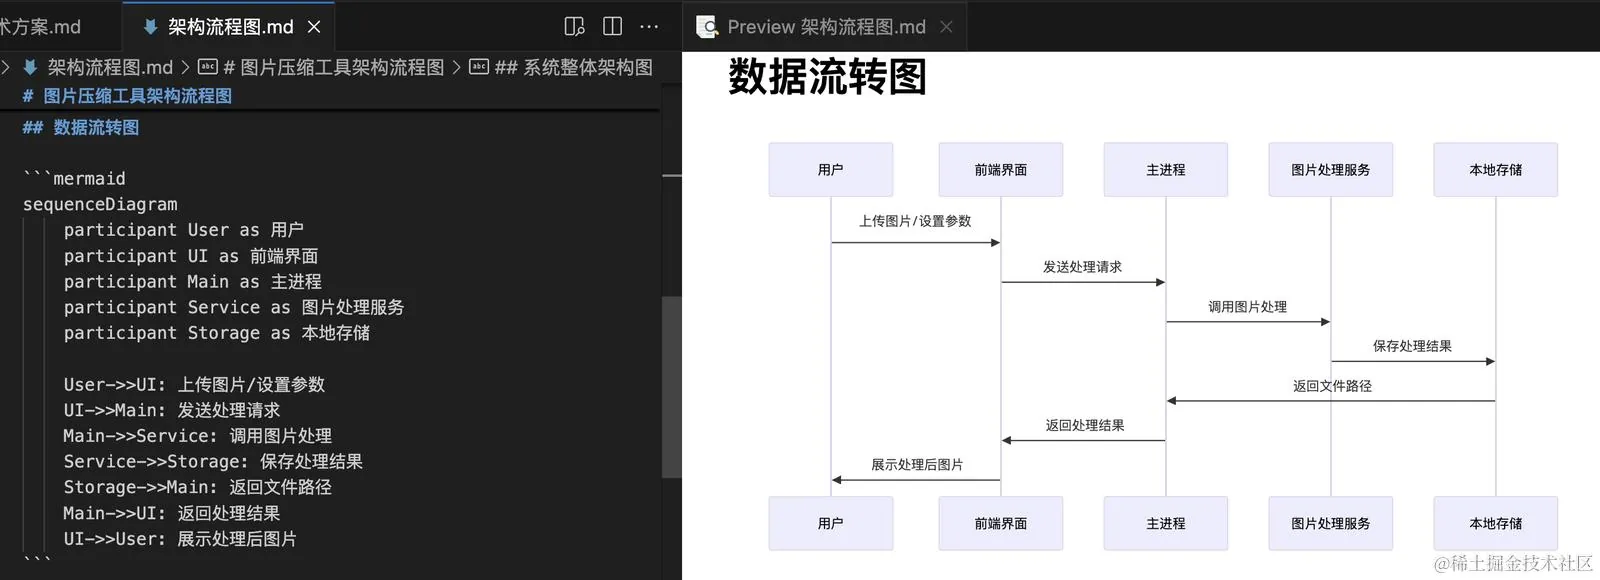 术方案.md
架构流程图.md
架构流程图.md > # 图片压缩工具架构流程图 > ## 系统整体架构图
# 图片压缩工具架构流程图
## 数据流转图
```mermaid
sequenceDiagram
participant User as 用户
participant UI as 前端界面
participant Main as 主进程
participant Service as 图片处理服务
participant Storage as 本地存储
User->>UI: 上传图片/设置参数
UI->>Main: 发送处理请求
Main->>Service: 调用图片处理
Service->>Storage: 保存处理结果
Storage->>Main: 返回文件路径
Main->>UI: 返回处理结果
UI->>User: 展示处理后图片
```
Preview 架构流程图.md
数据流转图
用户 前端界面 主进程 图片处理服务 本地存储
上传图片/设置参数
发送处理请求
调用图片处理
保存处理结果
返回文件路径
返回处理结果
展示处理后图片
用户 前端界面 主进程 图片处理服务 本地存储
@稀土掘金技术社区